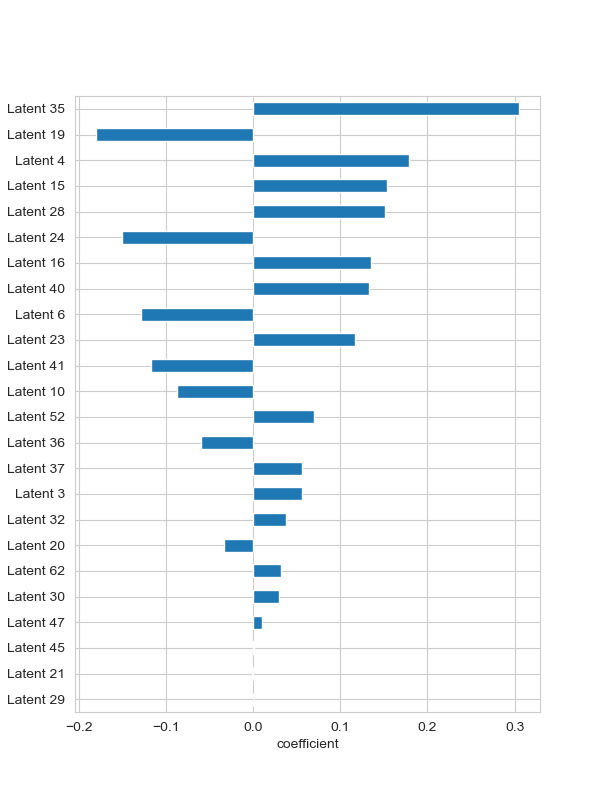 Latent 35
Latent 19
Latent 4
Latent 15
Latent 28
Latent 24
Latent 16
Latent 40
Latent 6
Latent 23
Latent 41
Latent 10
Latent 52
Latent 36
Latent 37
Latent 3
Latent 32
Latent 20
Latent 62
Latent 30
Latent 47
Latent 45
Latent 21
Latent 29
−0.2 −0.1 0.0 0.1 0.2 0.3
coefficient